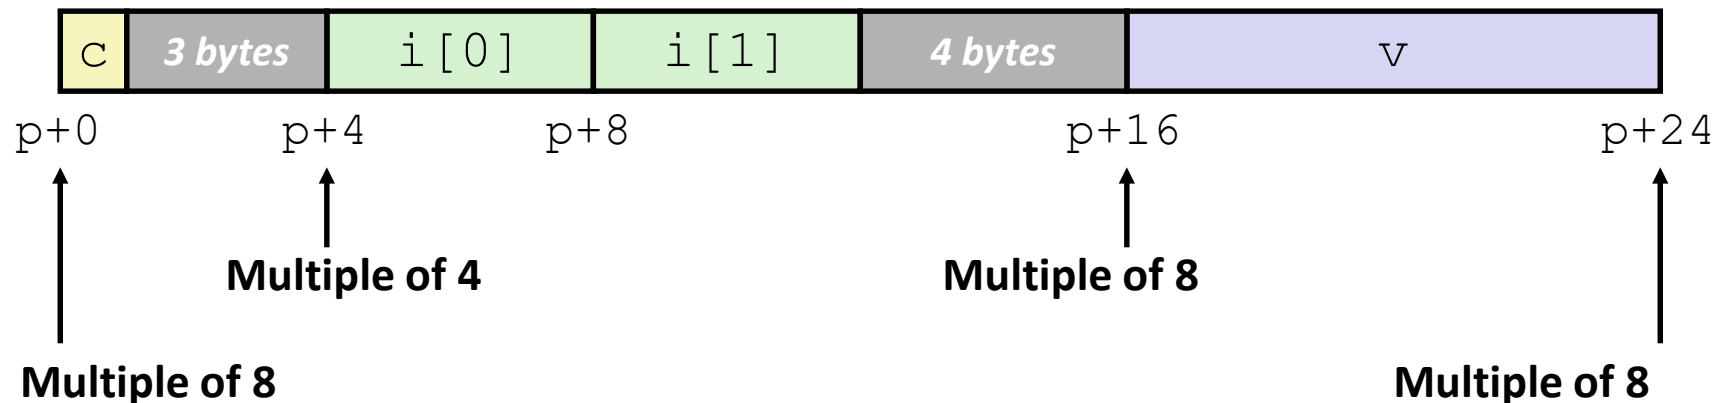 c 3 bytes i[0] i[1] 4 bytes v
p+0 p+4 p+8 p+16 p+24
Multiple of 4 Multiple of 8
Multiple of 8 Multiple of 8